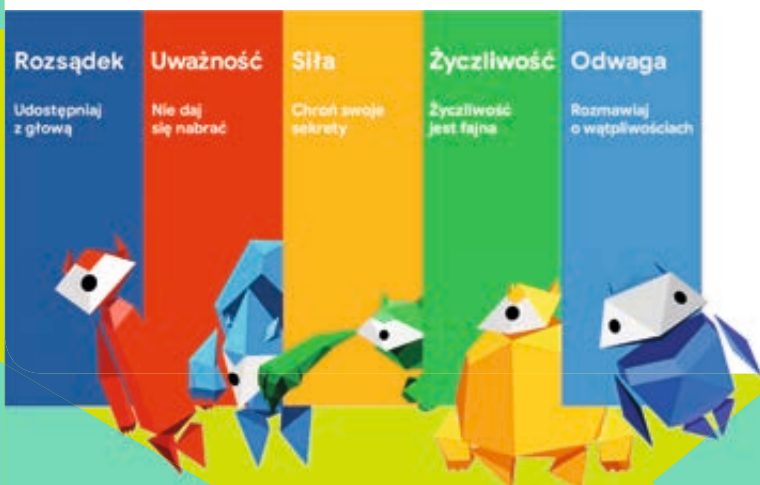 Rozsądek
Udostępniaj
z głową
Uważność
Nie daj
się nabrać
Siła
Chroń swoje
sekrety
Życzliwość
Życzliwość
jest fajna
Odwaga
Rozmawiaj
o wątpliwościach